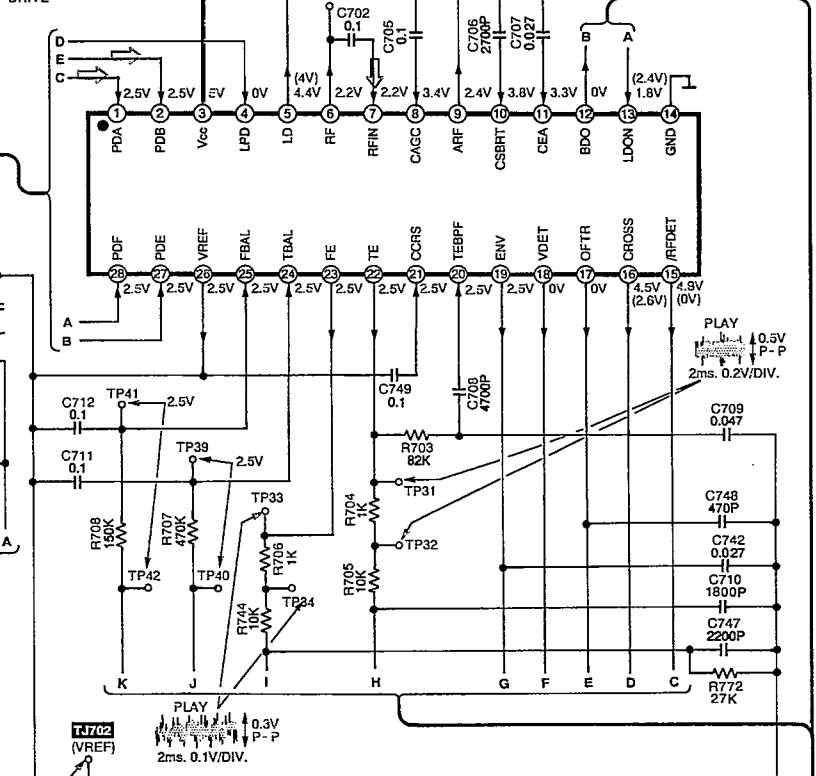 C702
0.1
C705
0.1
C706
2700P
C707
0.027
B
A
D
E
C
2.5V
2.5V
5V
0V
(4V)
4.4V
2.2V
2.2V
3.4V
2.4V
3.8V
3.3V
0V
(2.4V)
1.8V
1
2
3
4
5
6
7
8
9
10
11
12
13
14
PDA
PDB
Vcc
LPD
LD
RF
RFIN
CAGC
ARF
CSBRT
CEA
BDO
LDON
GND
PDF
PDE
VREF
FBAL
TBAL
FE
TE
CCRS
TEBPF
ENV
VDET
OFTR
CROSS
/RFDET
28
27
26
25
24
23
22
21
20
19
18
17
16
15
2.5V
2.5V
2.5V
2.5V
2.5V
2.5V
2.5V
2.5V
2.5V
2.5V
0V
0V
4.5V
(2.6V)
4.9V
(0V)
A
B
PLAY
0.5V
P-P
2ms. 0.2V/DIV.
C749
0.1
C708
4700P
TP41
2.5V
C712
0.1
C709
0.047
R703
82K
TP39
2.5V
C711
0.1
TP31
TP33
R704
1K
C748
470P
A
R708
150K
R707
470K
R706
1K
TP32
C742
0.027
TP42
TP40
TP34
R705
10K
C710
1800P
R744
10K
C747
2200P
K
J
I
H
G
F
E
D
C
R772
27K
PLAY
0.3V
P-P
2ms. 0.1V/DIV.
TJ702
(VREF)